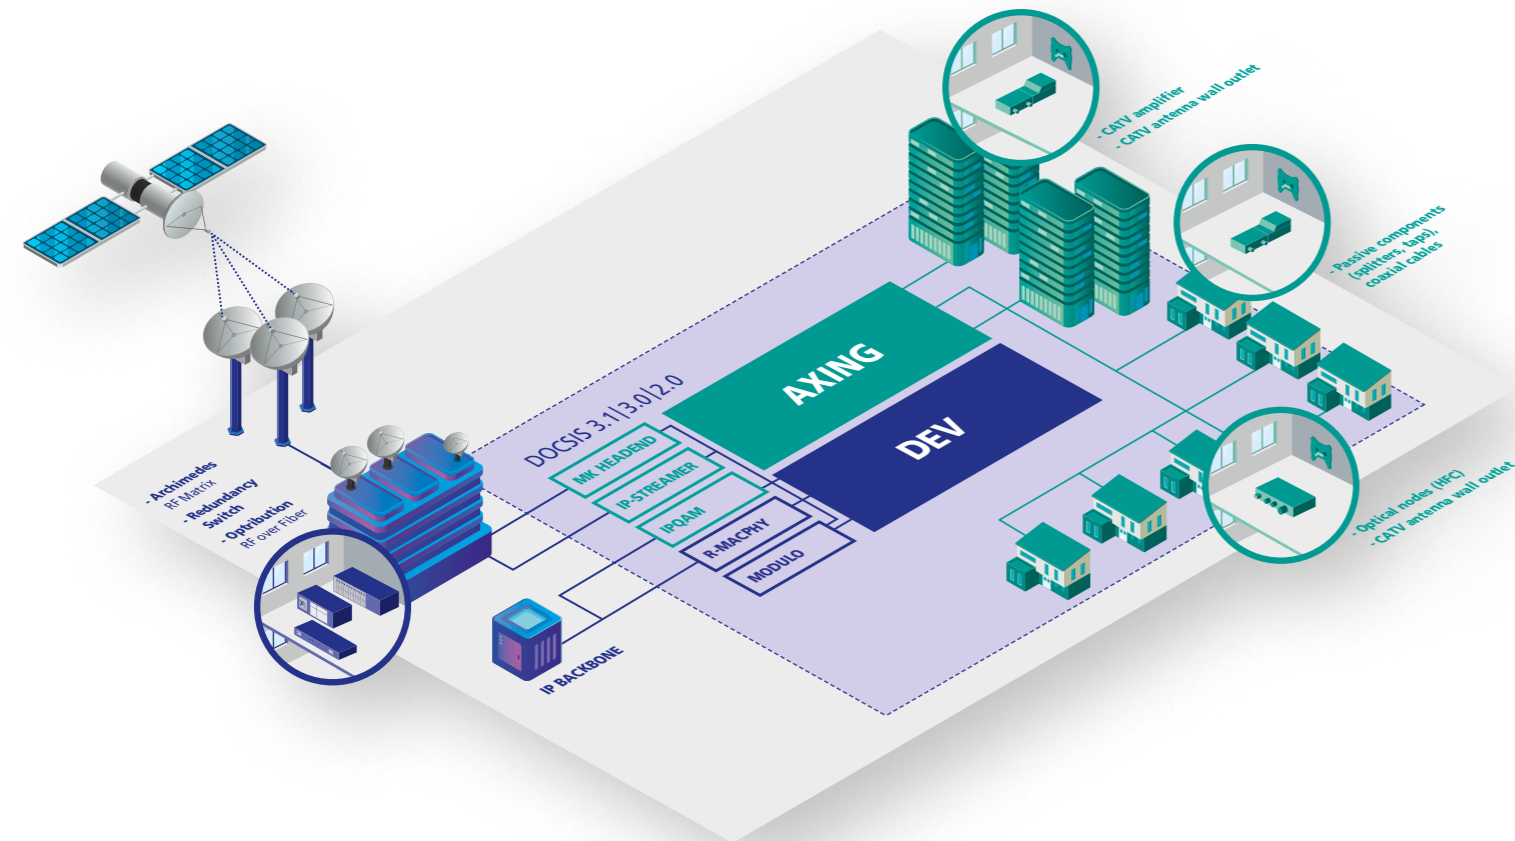 - CATV amplifier
- CATV antenna wall outlet
- Passive components
(splitters, taps),
coaxial cables
AXING
DEV
DOCSIS 3.1|3.0|2.0
MK HEADEND
IP-STREAMER
IPQAM
R-MACPHY
MODULO
- Archimedes
RF Matrix
- Redundancy
Switch
- Optribution
RF over Fiber
- Optical nodes (HFC)
- CATV antenna wall outlet
IP BACKBONE